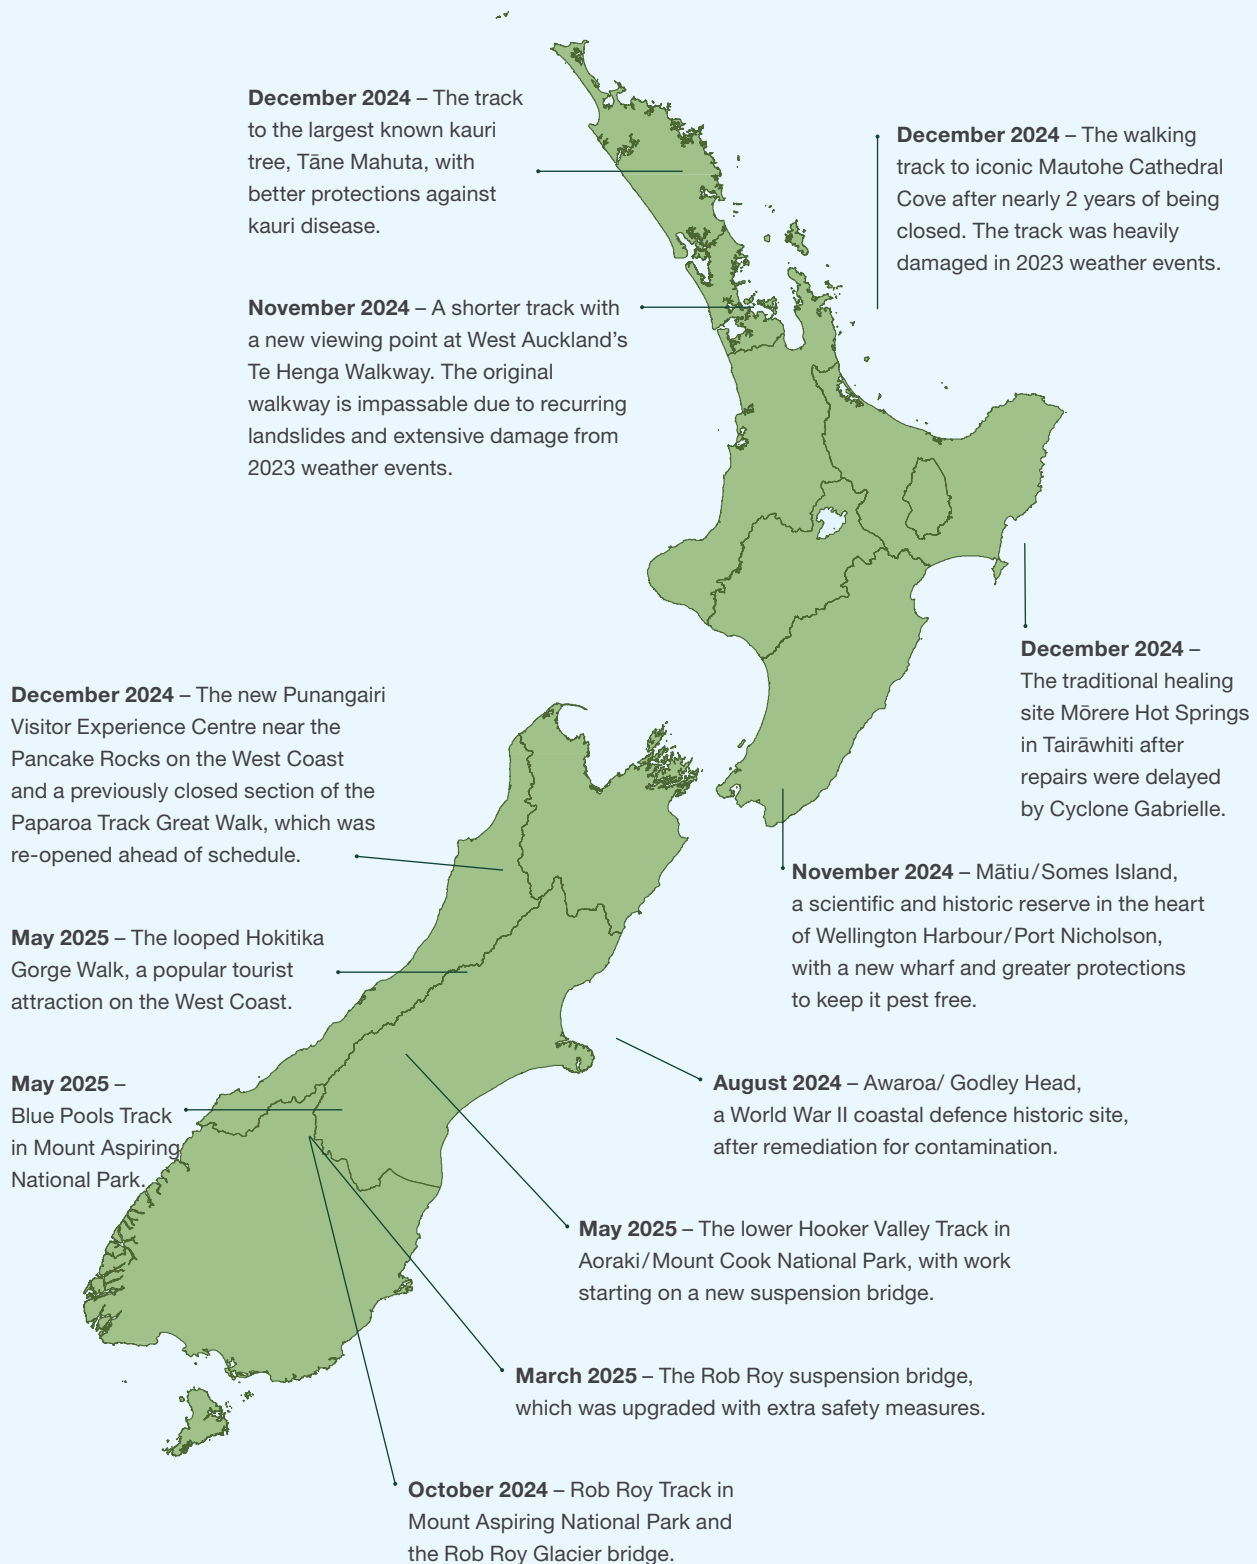 December 2024 – The track
to the largest known kauri
tree, Tāne Mahuta, with
better protections against
kauri disease.
December 2024 – The walking
track to iconic Mautohe Cathedral
Cove after nearly 2 years of being
closed. The track was heavily
damaged in 2023 weather events.
November 2024 – A shorter track with
a new viewing point at West Auckland’s
Te Henga Walkway. The original
walkway is impassable due to recurring
landslides and extensive damage from
2023 weather events.
December 2024 –
The traditional healing
site Mōrere Hot Springs
in Tairāwhiti after
repairs were delayed
by Cyclone Gabrielle.
December 2024 – The new Punangairi
Visitor Experience Centre near the
Pancake Rocks on the West Coast
and a previously closed section of the
Paparoa Track Great Walk, which was
re-opened ahead of schedule.
November 2024 – Mātiu/Somes Island,
a scientific and historic reserve in the heart
of Wellington Harbour/Port Nicholson,
with a new wharf and greater protections
to keep it pest free.
May 2025 – The looped Hokitika
Gorge Walk, a popular tourist
attraction on the West Coast.
May 2025 –
Blue Pools Track
in Mount Aspiring
National Park.
August 2024 – Awaroa/ Godley Head,
a World War II coastal defence historic site,
after remediation for contamination.
May 2025 – The lower Hooker Valley Track in
Aoraki/Mount Cook National Park, with work
starting on a new suspension bridge.
March 2025 – The Rob Roy suspension bridge,
which was upgraded with extra safety measures.
October 2024 – Rob Roy Track in
Mount Aspiring National Park and
the Rob Roy Glacier bridge.